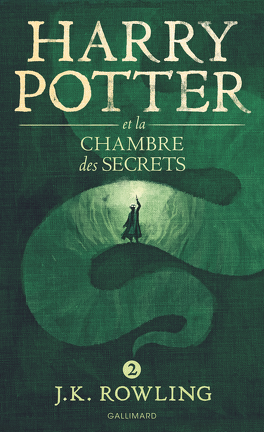 HARRY
POTTER
et la
CHAMBRE
des SECRETS
2
J.K. ROWLING
GALLIMARD